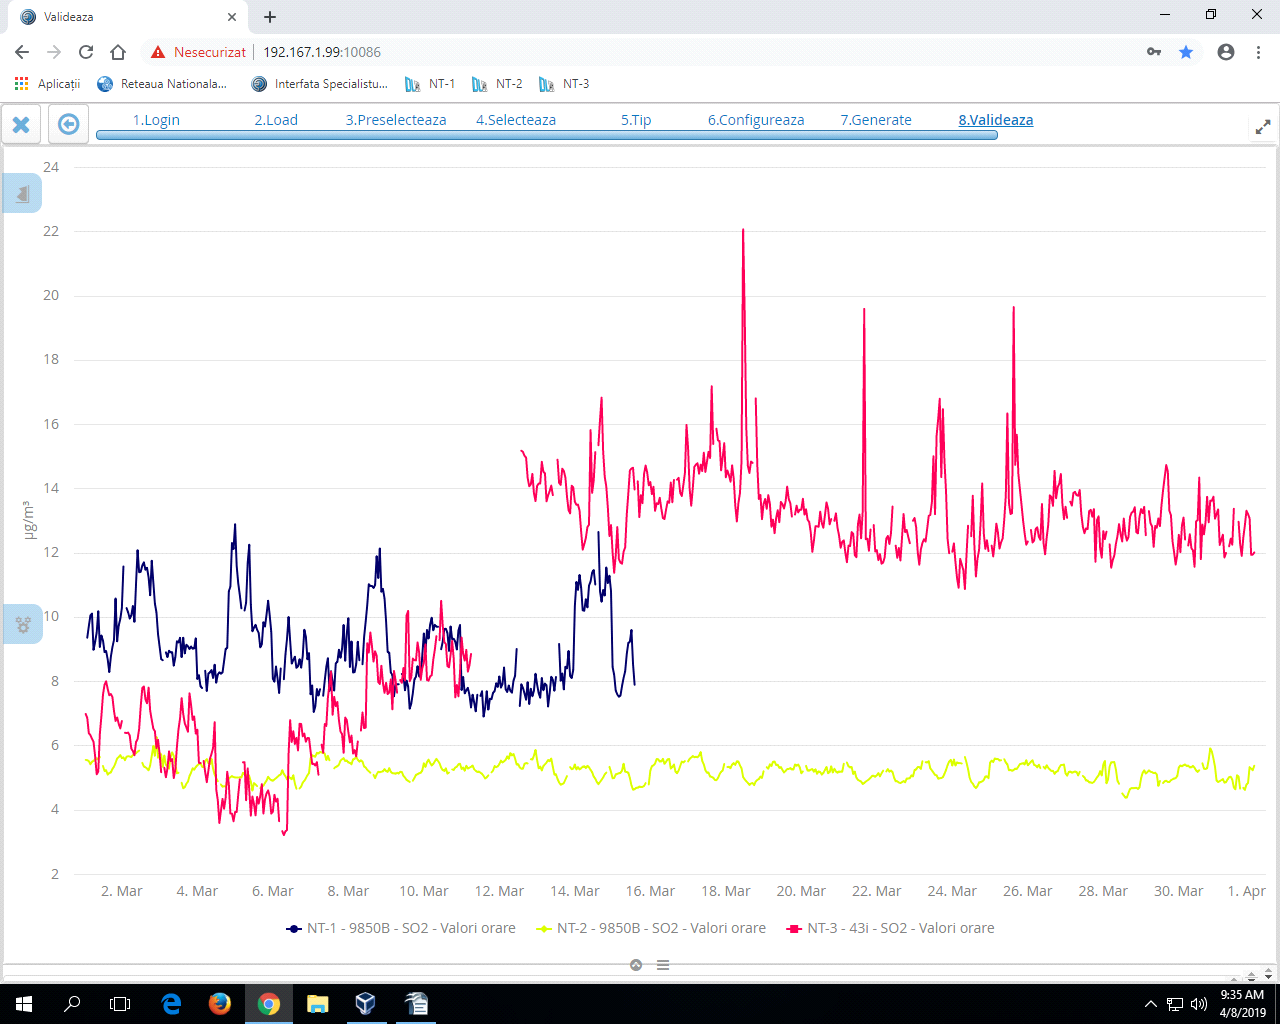 Valideaza
Nesecurizat 192.167.1.99:10086
Aplicații Reteaua Nationala... Interfata Specialistu... NT-1 NT-2 NT-3
1.Login 2.Load 3.Preselecteaza 4.Selecteaza 5.Tip 6.Configureaza 7.Generate 8.Valideaza
24
22
20
18
16
14
12
10
8
6
4
2
µg/m³
2. Mar 4. Mar 6. Mar 8. Mar 10. Mar 12. Mar 14. Mar 16. Mar 18. Mar 20. Mar 22. Mar 24. Mar 26. Mar 28. Mar 30. Mar 1. Apr
NT-1 - 9850B - SO2 - Valori orare NT-2 - 9850B - SO2 - Valori orare NT-3 - 43i - SO2 - Valori orare
9:35 AM
4/8/2019